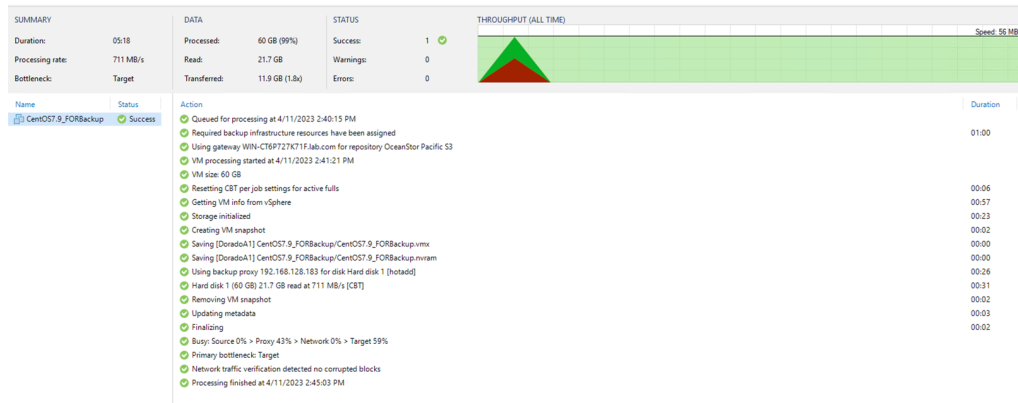 SUMMARY
Duration: 05:18
Processing rate: 711 MB/s
Bottleneck: Target
DATA
Processed: 60 GB (99%)
Read: 21.7 GB
Transferred: 11.9 GB (1.8x)
STATUS
Success: 1
Warnings: 0
Errors: 0
THROUGHPUT (ALL TIME)
Speed: 56 MB
Name Status
CentOS7.9_FORBackup Success
Action Duration
Queued for processing at 4/11/2023 2:40:15 PM
Required backup infrastructure resources have been assigned 01:00
Using gateway WIN-CT6P727K71F.lab.com for repository OceanStor Pacific S3
VM processing started at 4/11/2023 2:41:21 PM
VM size: 60 GB
Resetting CBT per job settings for active fulls 00:06
Getting VM info from vSphere 00:57
Storage initialized 00:23
Creating VM snapshot 00:02
Saving [DoradoA1] CentOS7.9_FORBackup/CentOS7.9_FORBackup.vmx 00:00
Saving [DoradoA1] CentOS7.9_FORBackup/CentOS7.9_FORBackup.nvram 00:00
Using backup proxy 192.168.128.183 for disk Hard disk 1 [hotadd] 00:26
Hard disk 1 (60 GB) 21.7 GB read at 711 MB/s [CBT] 00:31
Removing VM snapshot 00:02
Updating metadata 00:03
Finalizing 00:02
Busy: Source 0% > Proxy 43% > Network 0% > Target 59%
Primary bottleneck: Target
Network traffic verification detected no corrupted blocks
Processing finished at 4/11/2023 2:45:03 PM